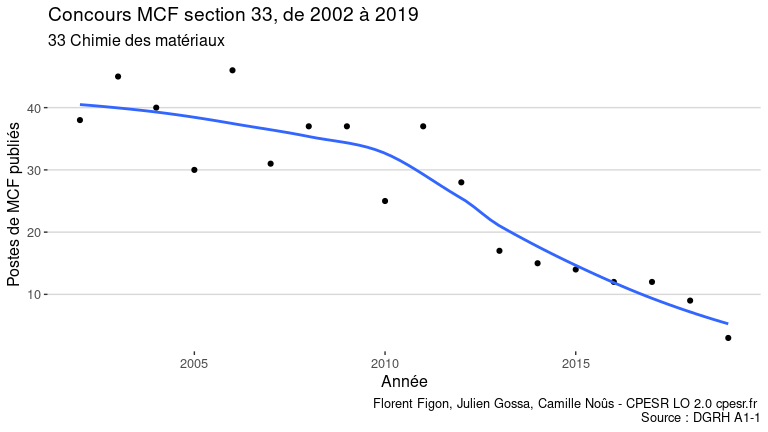 Concours MCF section 33, de 2002 à 2019
33 Chimie des matériaux
Postes de MCF publiés
40
30
20
10
2005
2010
2015
Année
Florent Figon, Julien Gossa, Camille Noûs - CPESR LO 2.0 cpesr.fr
Source : DGRH A1-1